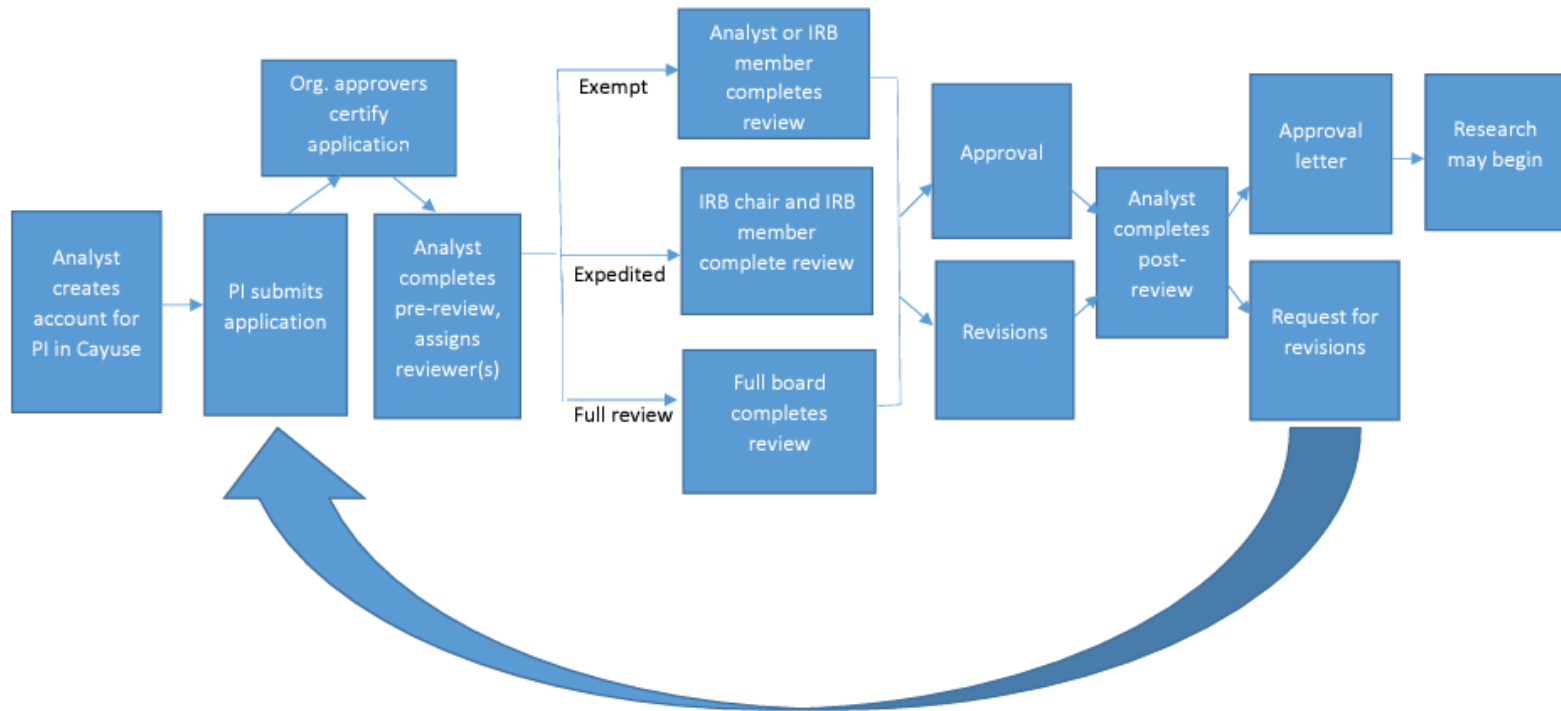 Analyst
creates
account for
PI in Cayuse
PI submits
application
Org. approvers
certify
application
Analyst
completes
pre-review,
assigns
reviewer(s)
Exempt
Expedited
Full review
Analyst or IRB
member
completes
review
IRB chair and IRB
member
complete review
Full board
completes
review
Approval
Revisions
Analyst
completes
post-
review
Approval
letter
Request for
revisions
Research
may begin